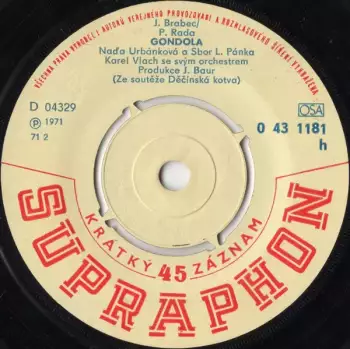 VŠECHNA PRÁVA VÝROBCE I AUTORŮ VEŘEJNÉHO PROVOZOVÁNÍ A ROZHLASOVÉHO ŠÍŘENÍ VYHRAŽENA
J. Brabec/
P. Rada
GONDOLA
Naďa Urbánková a Sbor L. Pánka
Karel Vlach se svým orchestrem
Produkce J. Baur
(Ze soutěže Děčínská kotva)
D 04329
Ⓟ 1971
71 2
OSA
0 43 1181
h
KRÁTKÝ 45 ZÁZNAM
SUPRAPHON